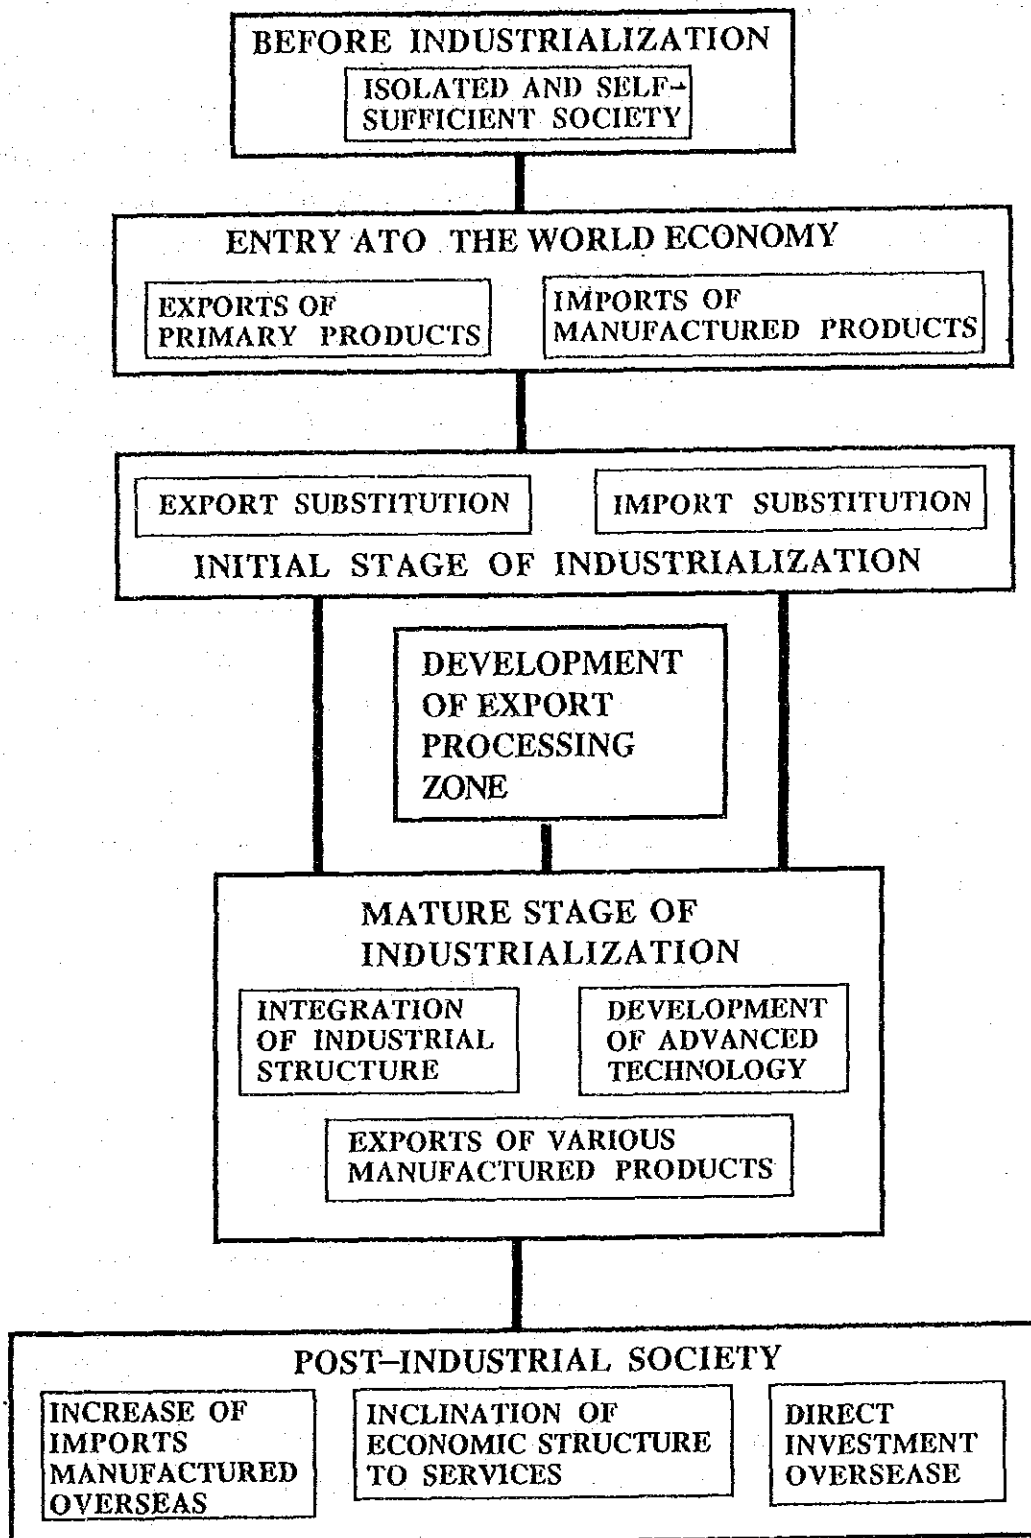 BEFORE INDUSTRIALIZATION
ISOLATED AND SELF-
SUFFICIENT SOCIETY
ENTRY ATO THE WORLD ECONOMY
EXPORTS OF
PRIMARY PRODUCTS
IMPORTS OF
MANUFACTURED PRODUCTS
EXPORT SUBSTITUTION
IMPORT SUBSTITUTION
INITIAL STAGE OF INDUSTRIALIZATION
DEVELOPMENT
OF EXPORT
PROCESSING
ZONE
MATURE STAGE OF
INDUSTRIALIZATION
INTEGRATION
OF INDUSTRIAL
STRUCTURE
DEVELOPMENT
OF ADVANCED
TECHNOLOGY
EXPORTS OF VARIOUS
MANUFACTURED PRODUCTS
POST-INDUSTRIAL SOCIETY
INCREASE OF
IMPORTS
MANUFACTURED
OVERSEAS
INCLINATION OF
ECONOMIC STRUCTURE
TO SERVICES
DIRECT
INVESTMENT
OVERSEASE